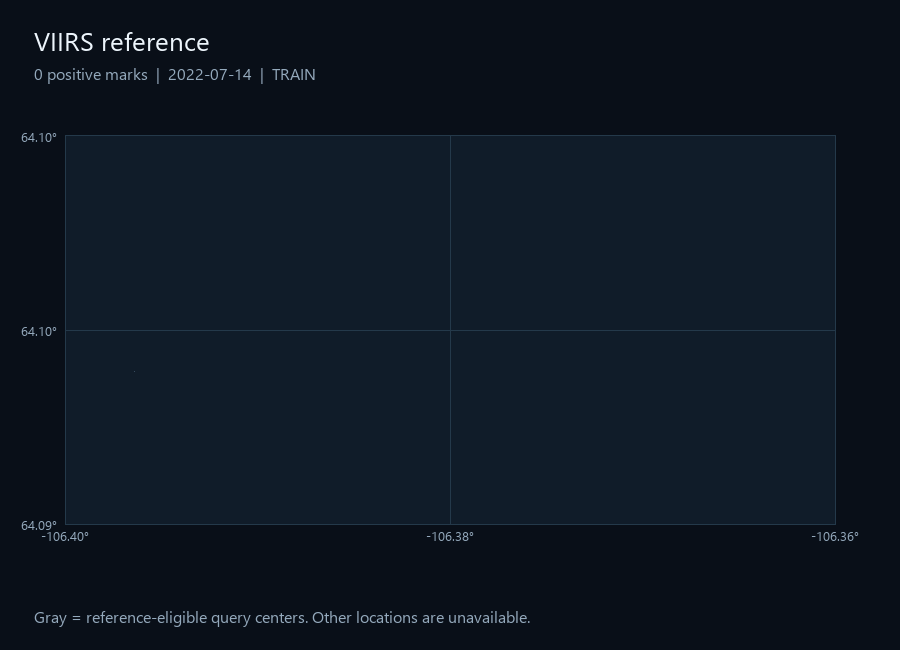 VIIRS reference
0 positive marks | 2022-07-14 | TRAIN
64.10°
64.10°
64.09°
-106.40° -106.38° -106.36°
Gray = reference-eligible query centers. Other locations are unavailable.